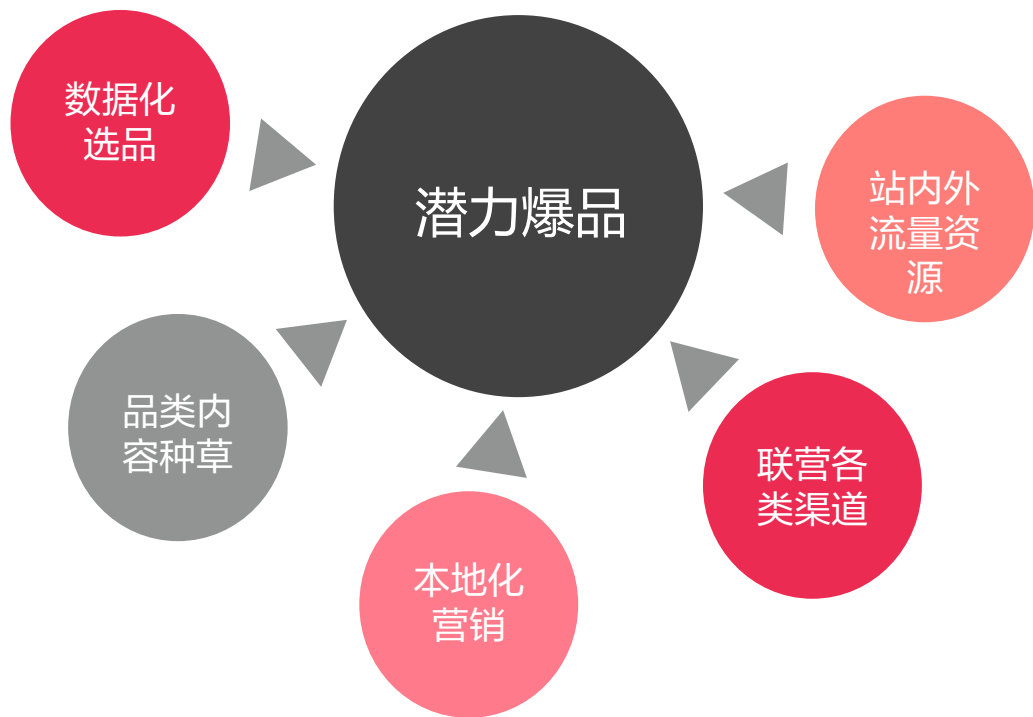 数据化
选品
潜力爆品
站内外
流量资
源
品类内
容种草
联营各
类渠道
本地化
营销